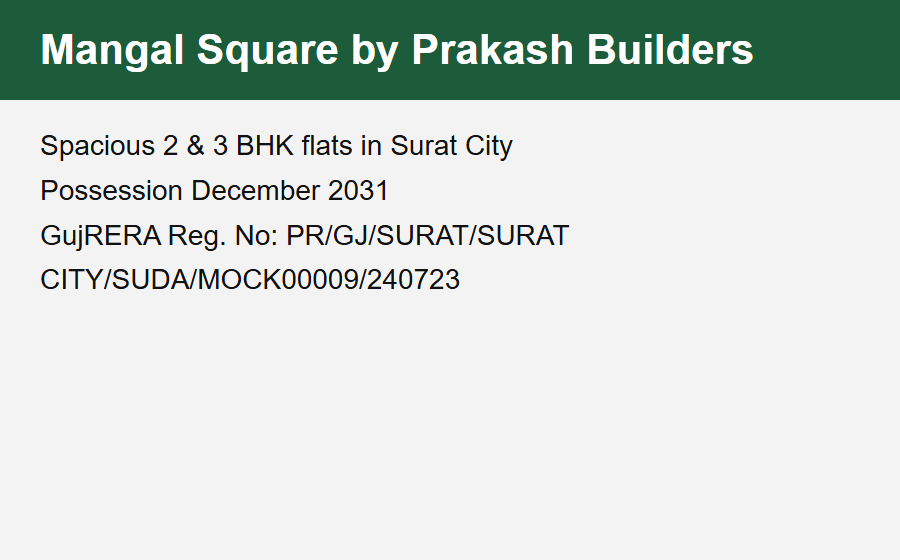 Mangal Square by Prakash Builders
Spacious 2 & 3 BHK flats in Surat City
Possession December 2031
GujRERA Reg. No: PR/GJ/SURAT/SURAT
CITY/SUDA/MOCK00009/240723